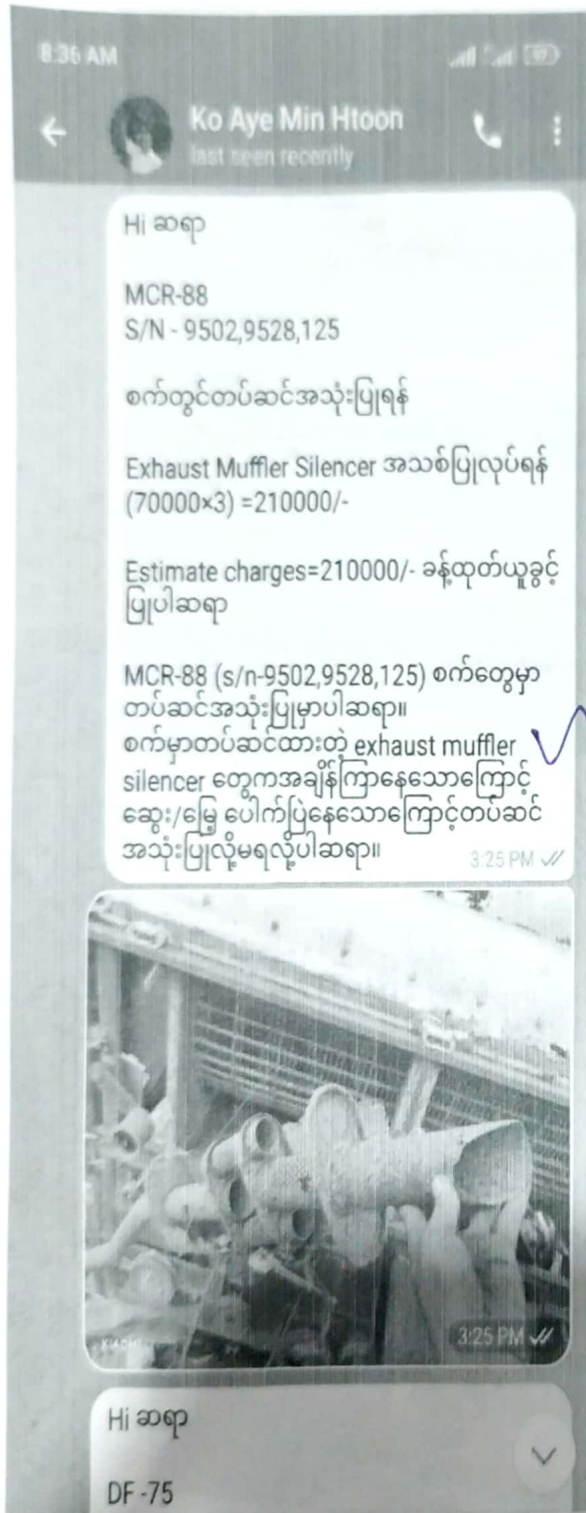 8:36 AM
Ko Aye Min Htoon
last seen recently
Hi ဆရာ
MCR-88
S/N - 9502,9528,125
စက်တွင်တပ်ဆင်အသုံးပြုရန်
Exhaust Muffler Silencer အသစ်ပြုလုပ်ရန်
(70000×3) =210000/-
Estimate charges=210000/- ခန့်ထုတ်ယူခွင့်
ပြုပါဆရာ
MCR-88 (s/n-9502,9528,125) စက်တွေမှာ
တပ်ဆင်အသုံးပြုမှာပါဆရာ။
စက်မှာတပ်ဆင်ထားတဲ့ exhaust muffler
silencer တွေကအချိန်ကြာနေသောကြောင့်
ဆွေး/မြွေ့ ပေါက်ပြဲနေသောကြောင့်တပ်ဆင်
အသုံးပြုလို့မရလို့ပါဆရာ။
3:25 PM
3:25 PM
Hi ဆရာ
DF -75